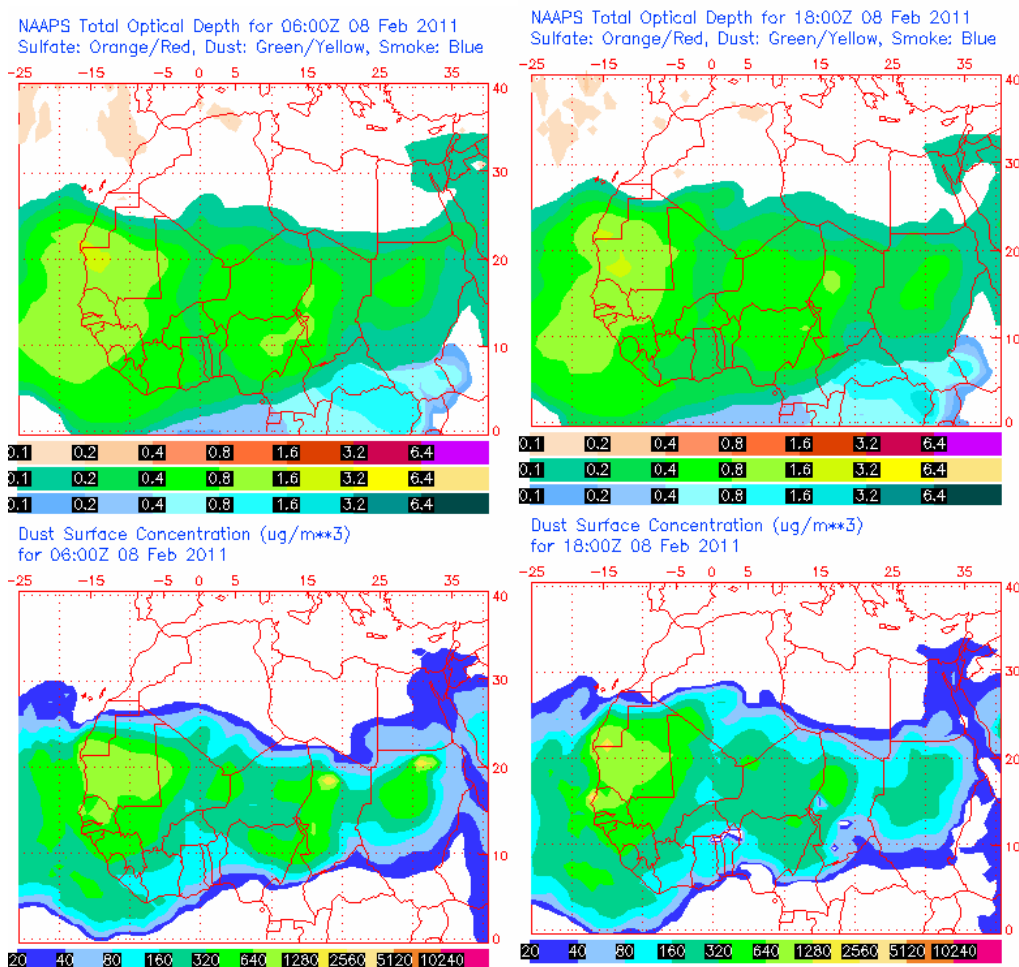 NAAPS Total Optical Depth for 06:00Z 08 Feb 2011
Sulfate: Orange/Red, Dust: Green/Yellow, Smoke: Blue
-25 -15 -5 0 5 15 25 35
40
30
20
10
0
0.1 0.2 0.4 0.8 1.6 3.2 6.4
0.1 0.2 0.4 0.8 1.6 3.2 6.4
0.1 0.2 0.4 0.8 1.6 3.2 6.4
NAAPS Total Optical Depth for 18:00Z 08 Feb 2011
Sulfate: Orange/Red, Dust: Green/Yellow, Smoke: Blue
-25 -15 -5 0 5 15 25 35
40
30
20
10
0
0.1 0.2 0.4 0.8 1.6 3.2 6.4
0.1 0.2 0.4 0.8 1.6 3.2 6.4
0.1 0.2 0.4 0.8 1.6 3.2 6.4
Dust Surface Concentration (ug/m**3)
for 06:00Z 08 Feb 2011
-25 -15 -5 0 5 15 25 35
40
30
20
10
0
20 40 80 160 320 640 1280 2560 5120 10240
Dust Surface Concentration (ug/m**3)
for 18:00Z 08 Feb 2011
-25 -15 -5 0 5 15 25 35
40
30
20
10
0
20 40 80 160 320 640 1280 2560 5120 10240